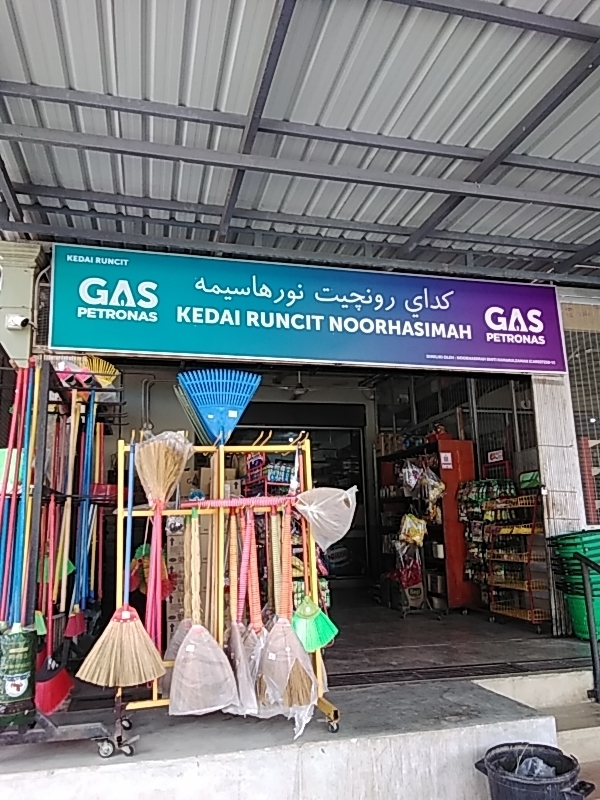 KEDAI RUNCIT
GAS
PETRONAS
كداي رونچيت نورهاسيمه
KEDAI RUNCIT NOORHASIMAH
GAS
PETRONAS